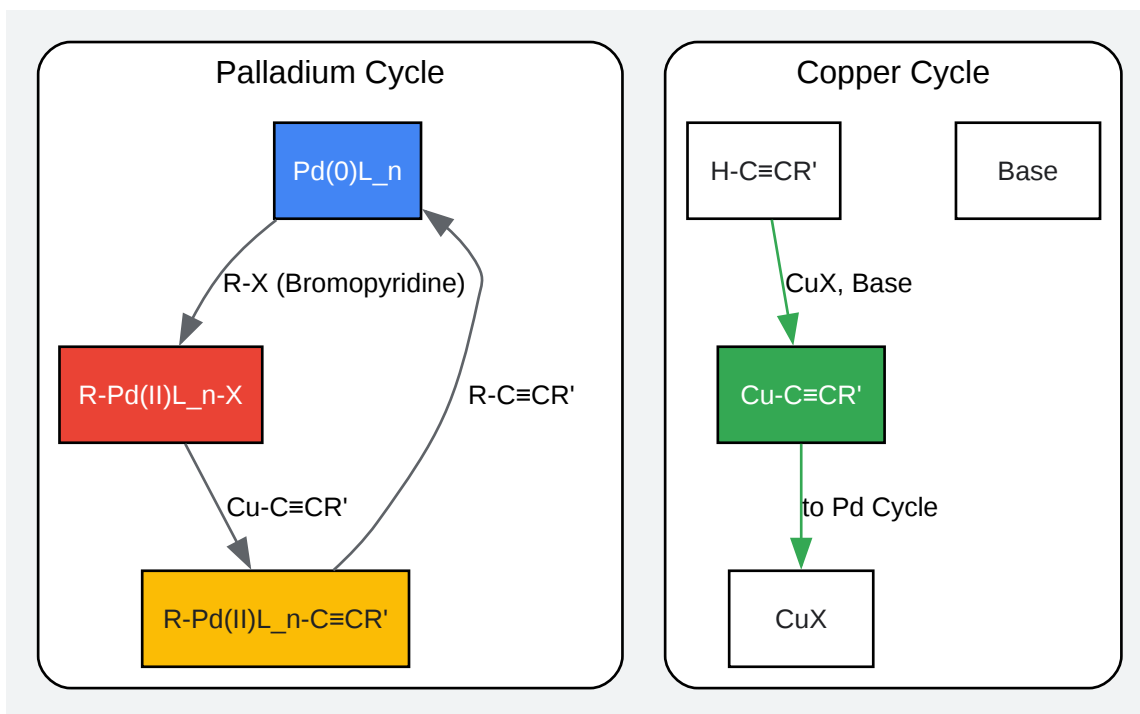 Palladium Cycle
Pd(0)L_n
R-X (Bromopyridine)
R-Pd(II)L_n-X
R-C≡CR'
Cu-C≡CR'
R-Pd(II)L_n-C≡CR'
Copper Cycle
H-C≡CR'
Base
CuX, Base
Cu-C≡CR'
to Pd Cycle
CuX